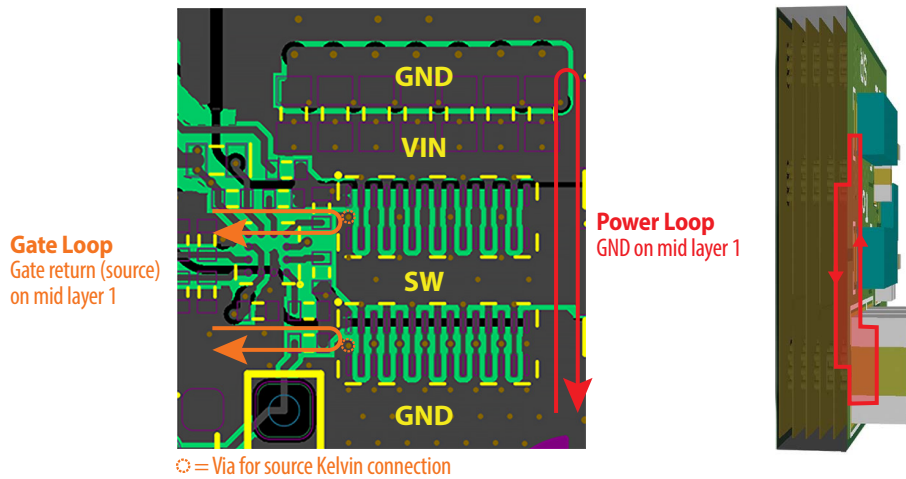 GND
VIN
Gate Loop
Gate return (source)
on mid layer 1
Power Loop
GND on mid layer 1
SW
GND
= Via for source Kelvin connection